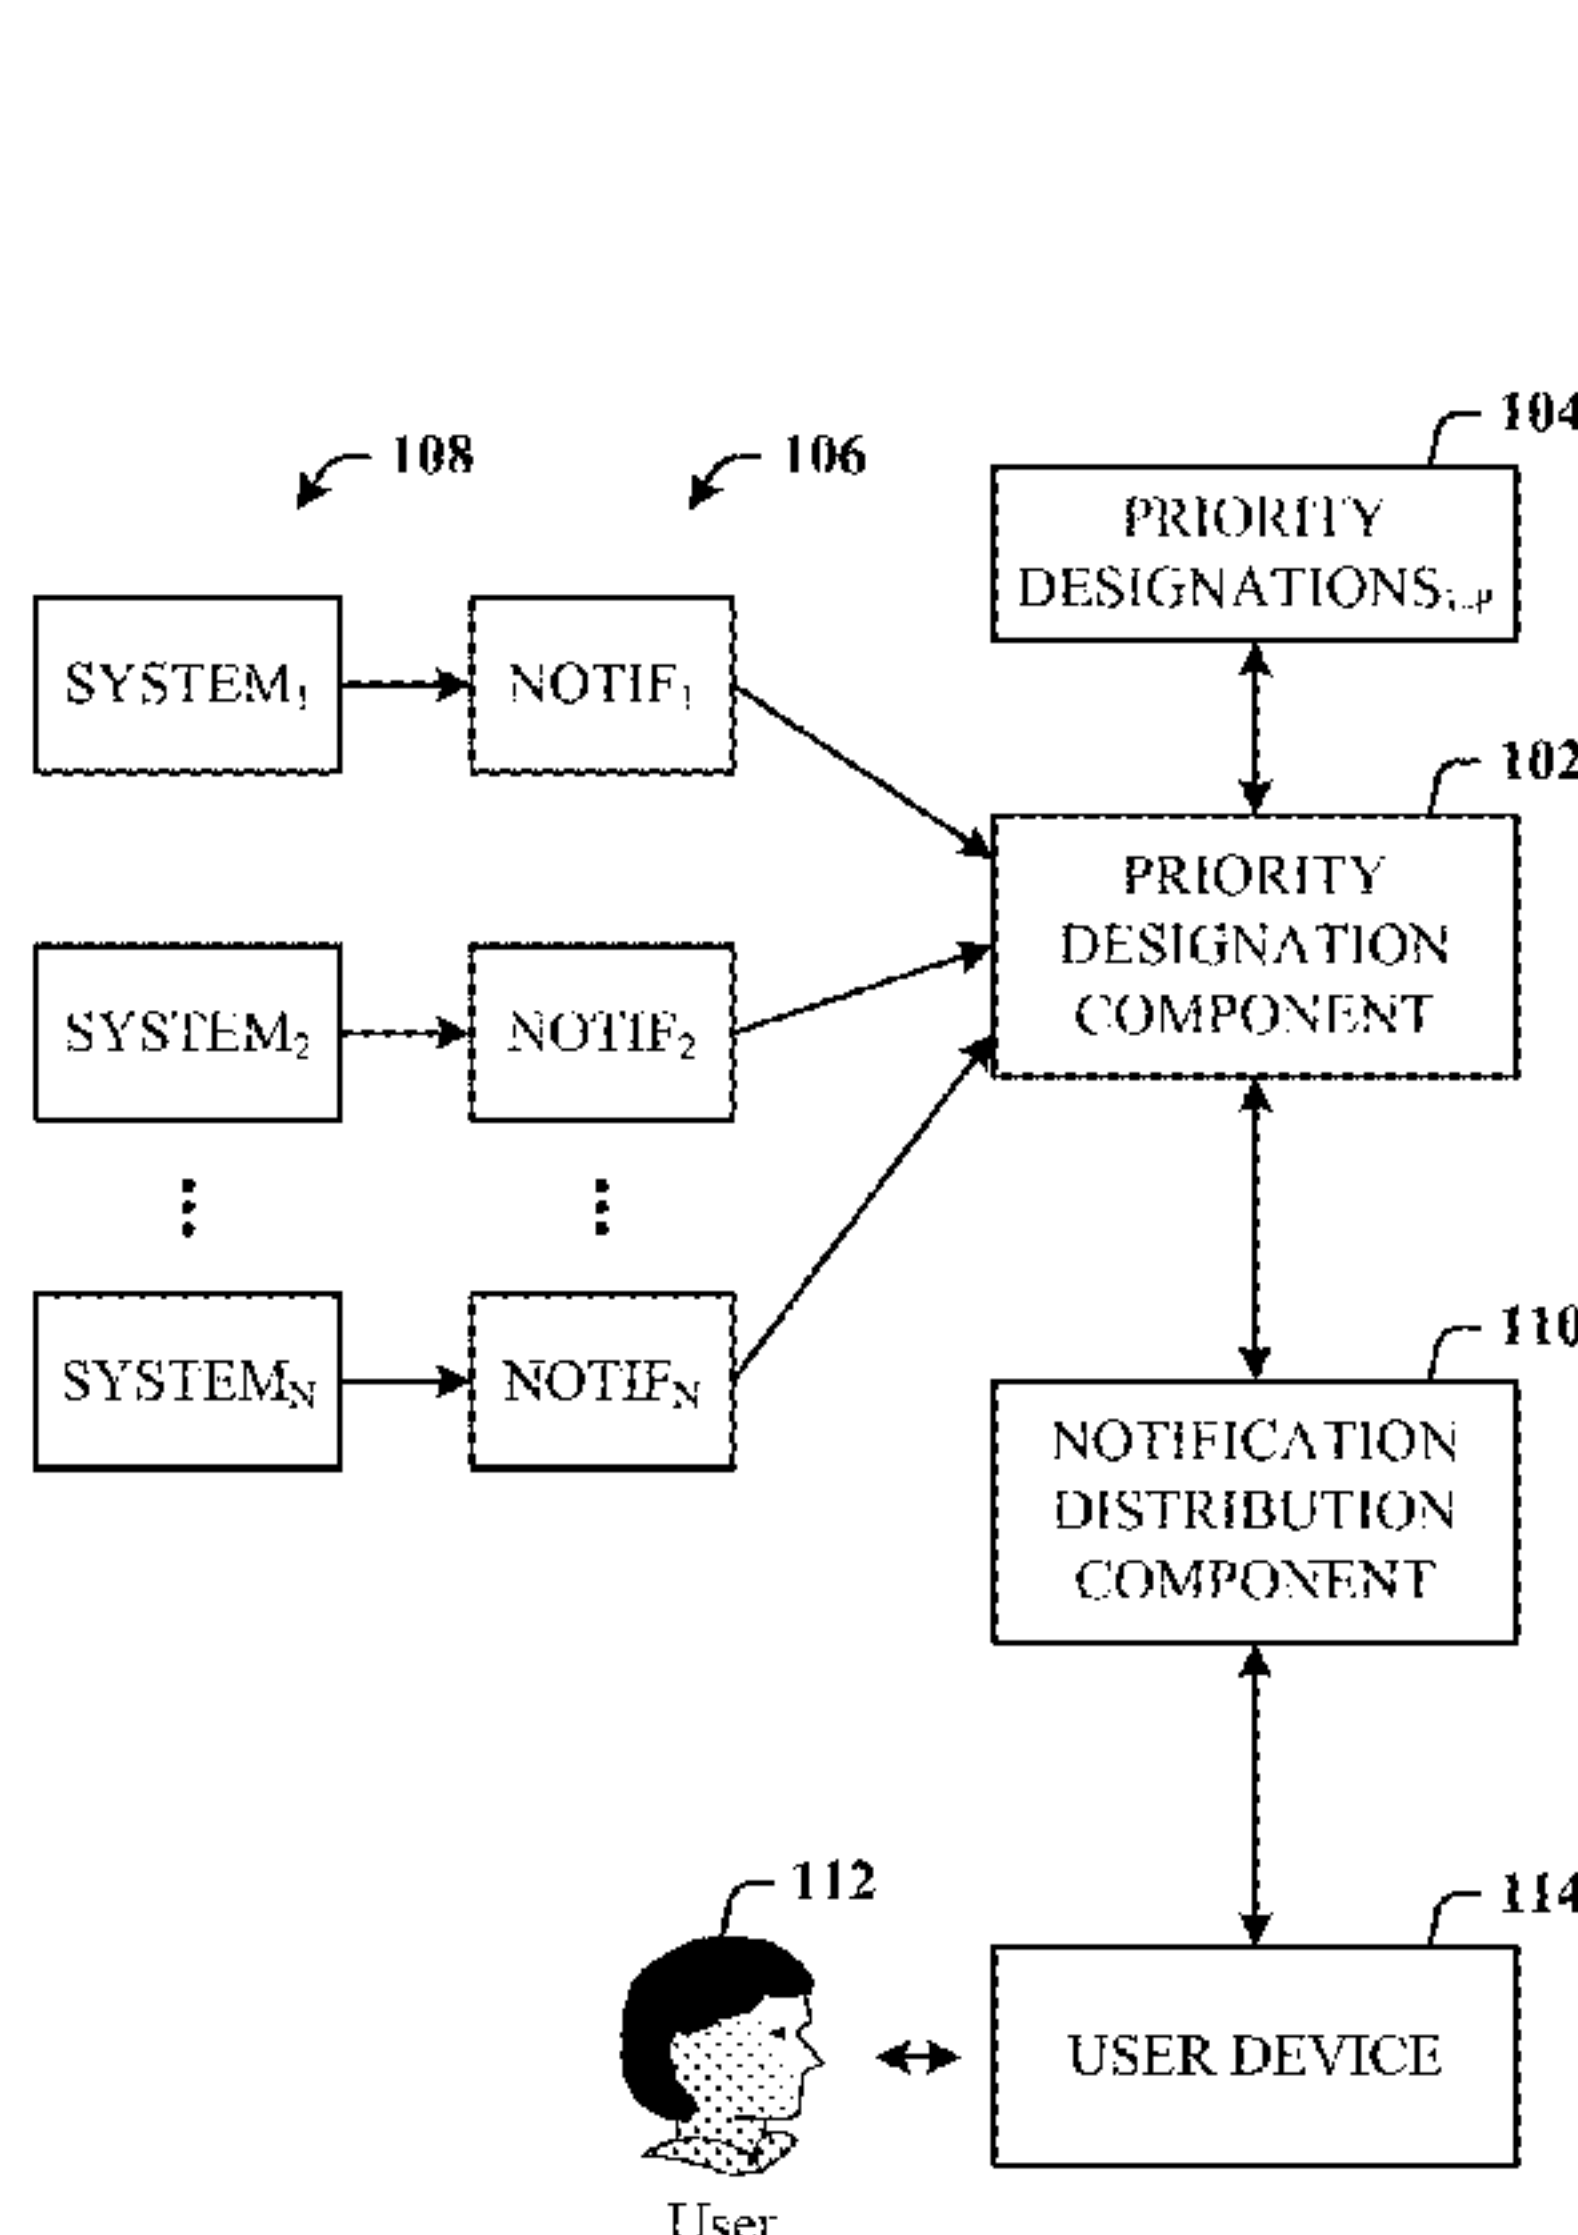 104
108
106
PRIORITY
DESIGNATIONS
SYSTEM1
NOTIF1
102
PRIORITY
DESIGNATION
COMPONENT
SYSTEM2
NOTIF2
SYSTEMN
NOTIFN
110
NOTIFICATION
DISTRIBUTION
COMPONENT
112
114
USER DEVICE
User